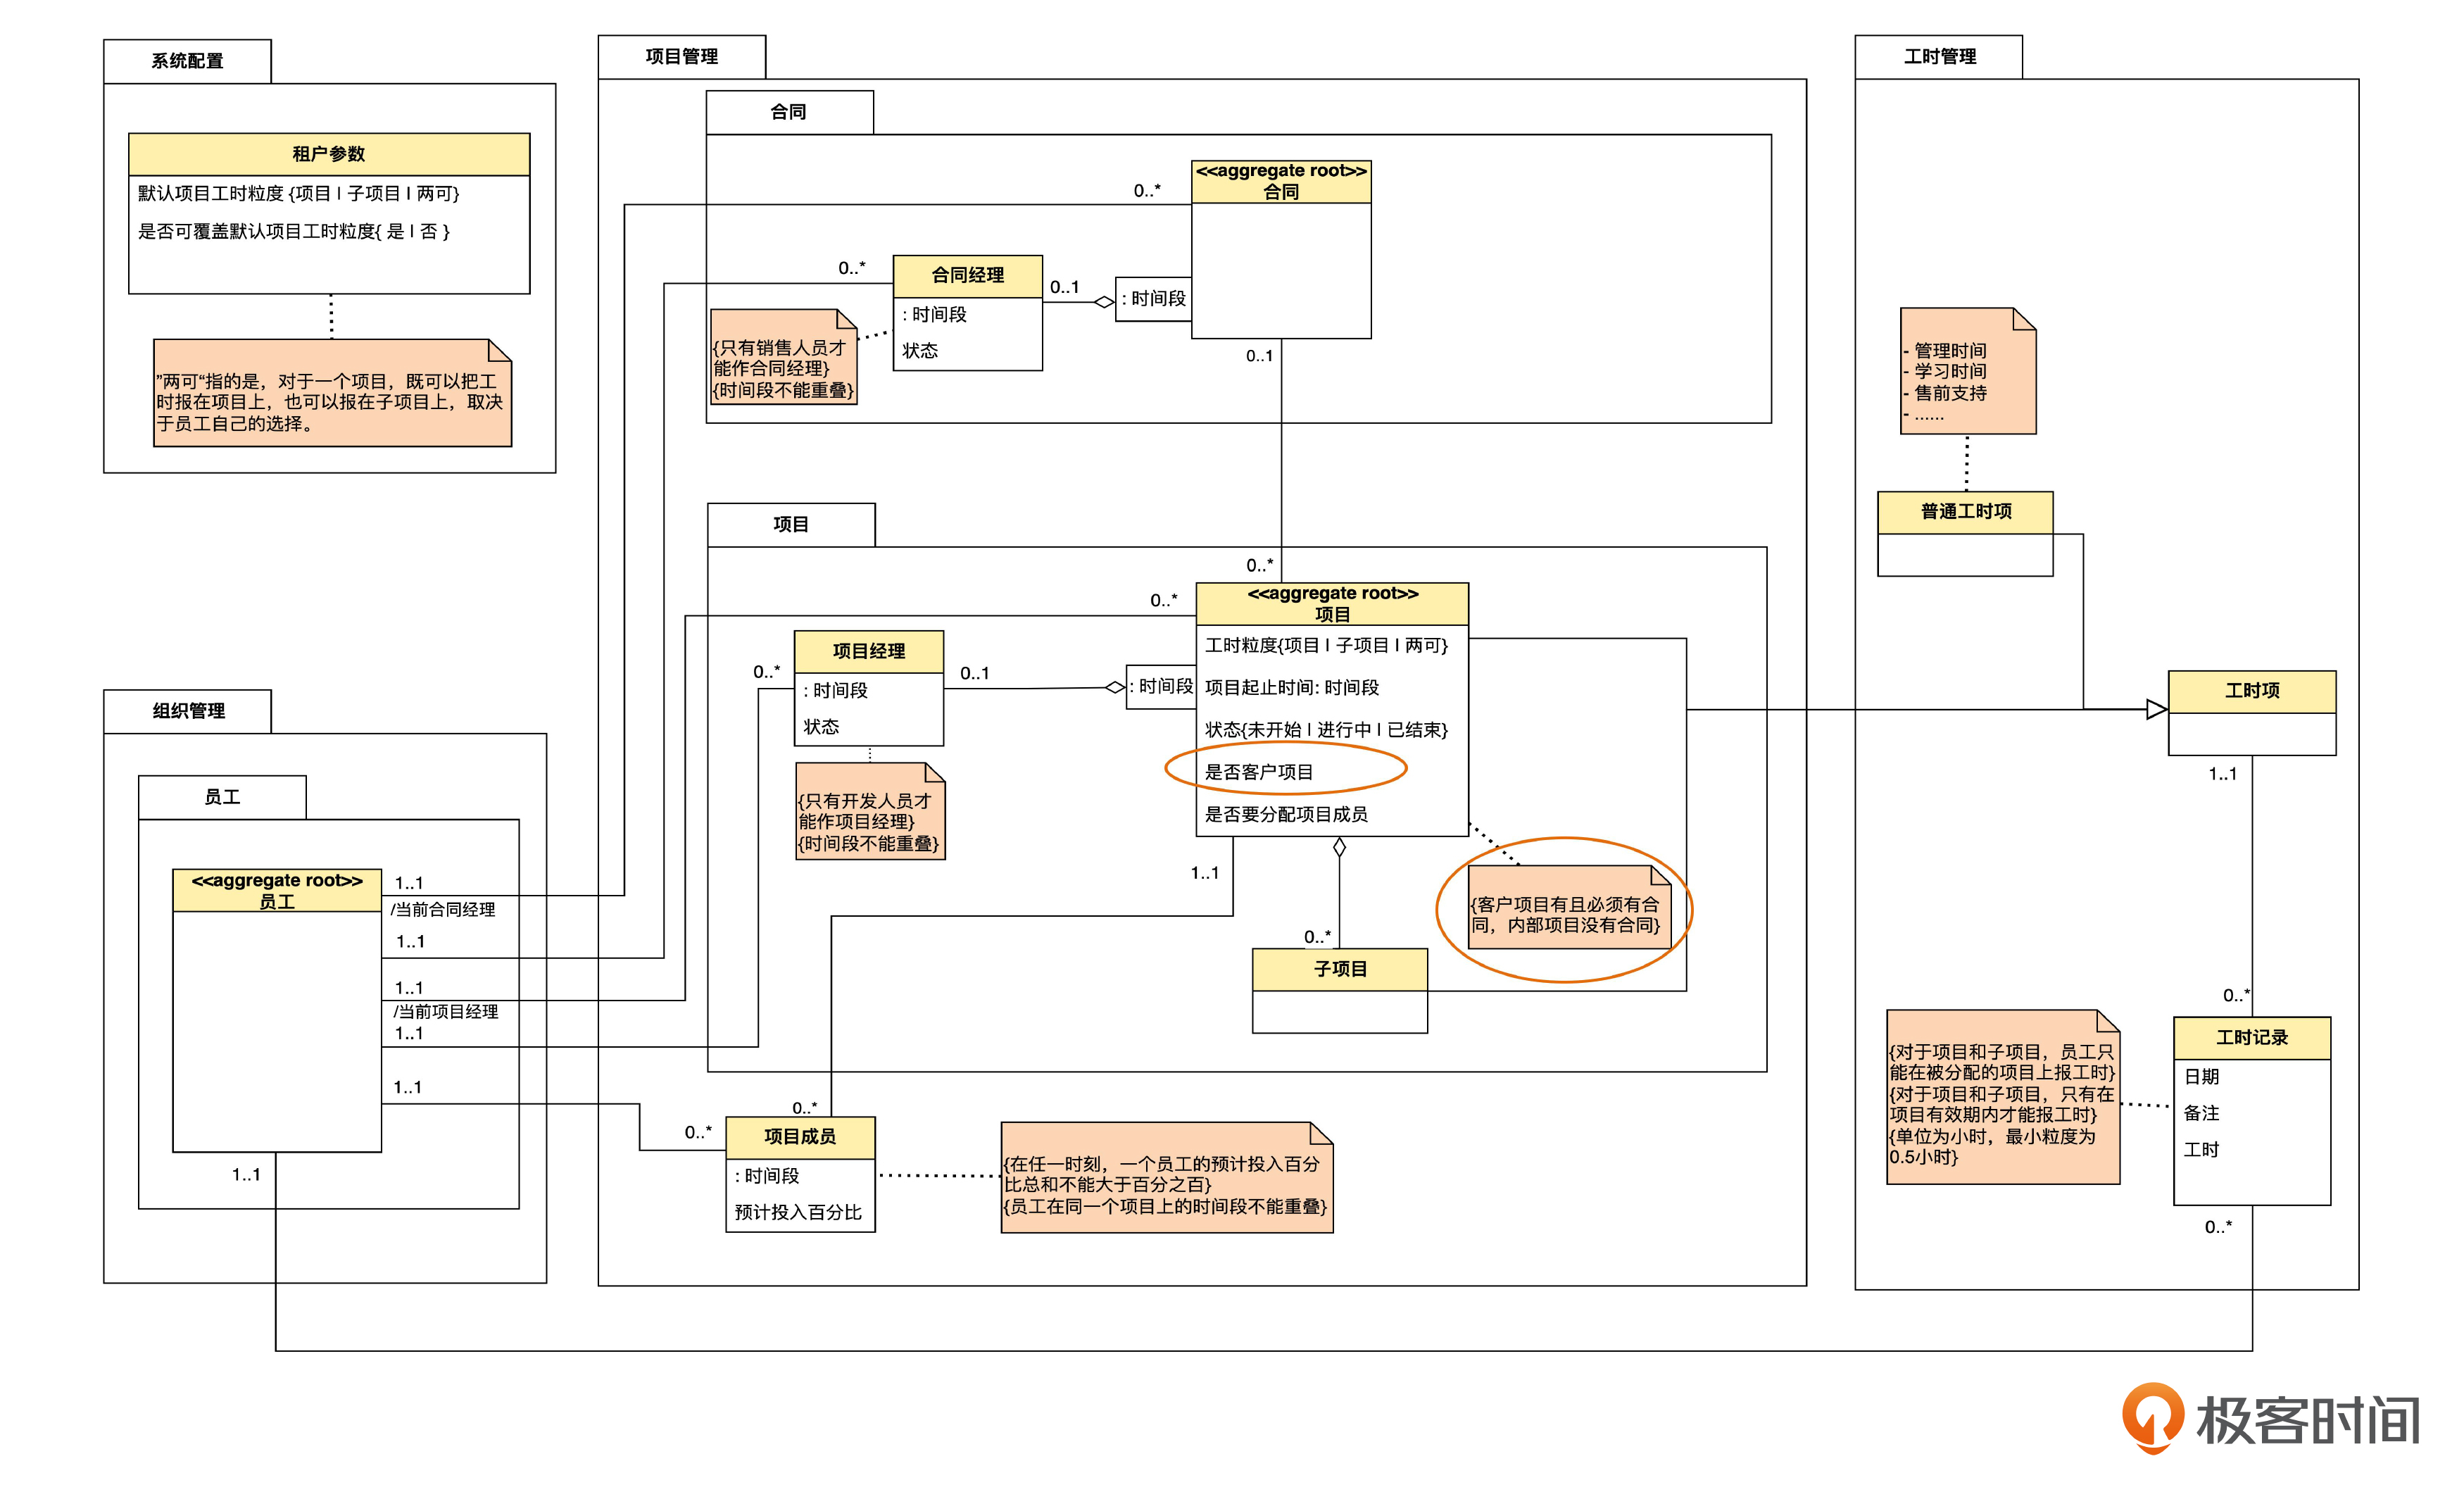 系统配置
租户参数
默认项目工时粒度 {项目 | 子项目 | 两可}
是否可覆盖默认项目工时粒度{ 是 | 否 }
”两可“指的是，对于一个项目，既可以把工
时报在项目上，也可以报在子项目上，取决
于员工自己的选择。
项目管理
合同
<<aggregate root>>
合同
0..*
合同经理
: 时间段
状态
0..*
0..1
: 时间段
{只有销售人员才
能作合同经理}
{时间段不能重叠}
0..1
项目
0..*
<<aggregate root>>
项目
工时粒度{项目 | 子项目 | 两可}
项目起止时间: 时间段
状态{未开始 | 进行中 | 已结束}
是否客户项目
是否要分配项目成员
0..*
项目经理
: 时间段
状态
0..*
0..1
: 时间段
{只有开发人员才
能作项目经理}
{时间段不能重叠}
1..1
{客户项目有且必须有合
同，内部项目没有合同}
0..*
子项目
0..*
项目成员
: 时间段
预计投入百分比
0..*
{在任一时刻，一个员工的预计投入百分
比总和不能大于百分之百}
{员工在同一个项目上的时间段不能重叠}
组织管理
员工
<<aggregate root>>
员工
1..1
/当前合同经理
1..1
1..1
/当前项目经理
1..1
1..1
1..1
工时管理
- 管理时间
- 学习时间
- 售前支持
- ......
普通工时项
工时项
1..1
0..*
工时记录
日期
备注
工时
0..*
{对于项目和子项目，员工只
能在被分配的项目上报工时}
{对于项目和子项目，只有在
项目有效期内才能报工时}
{单位为小时，最小粒度为
0.5小时}
极客时间